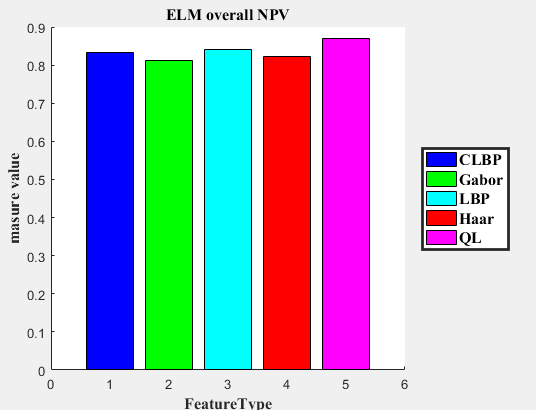 ELM overall NPV
0.9
0.8
0.7
0.6
0.5
0.4
0.3
0.2
0.1
0
masure value
0 1 2 3 4 5 6
FeatureType
CLBP
Gabor
LBP
Haar
QL